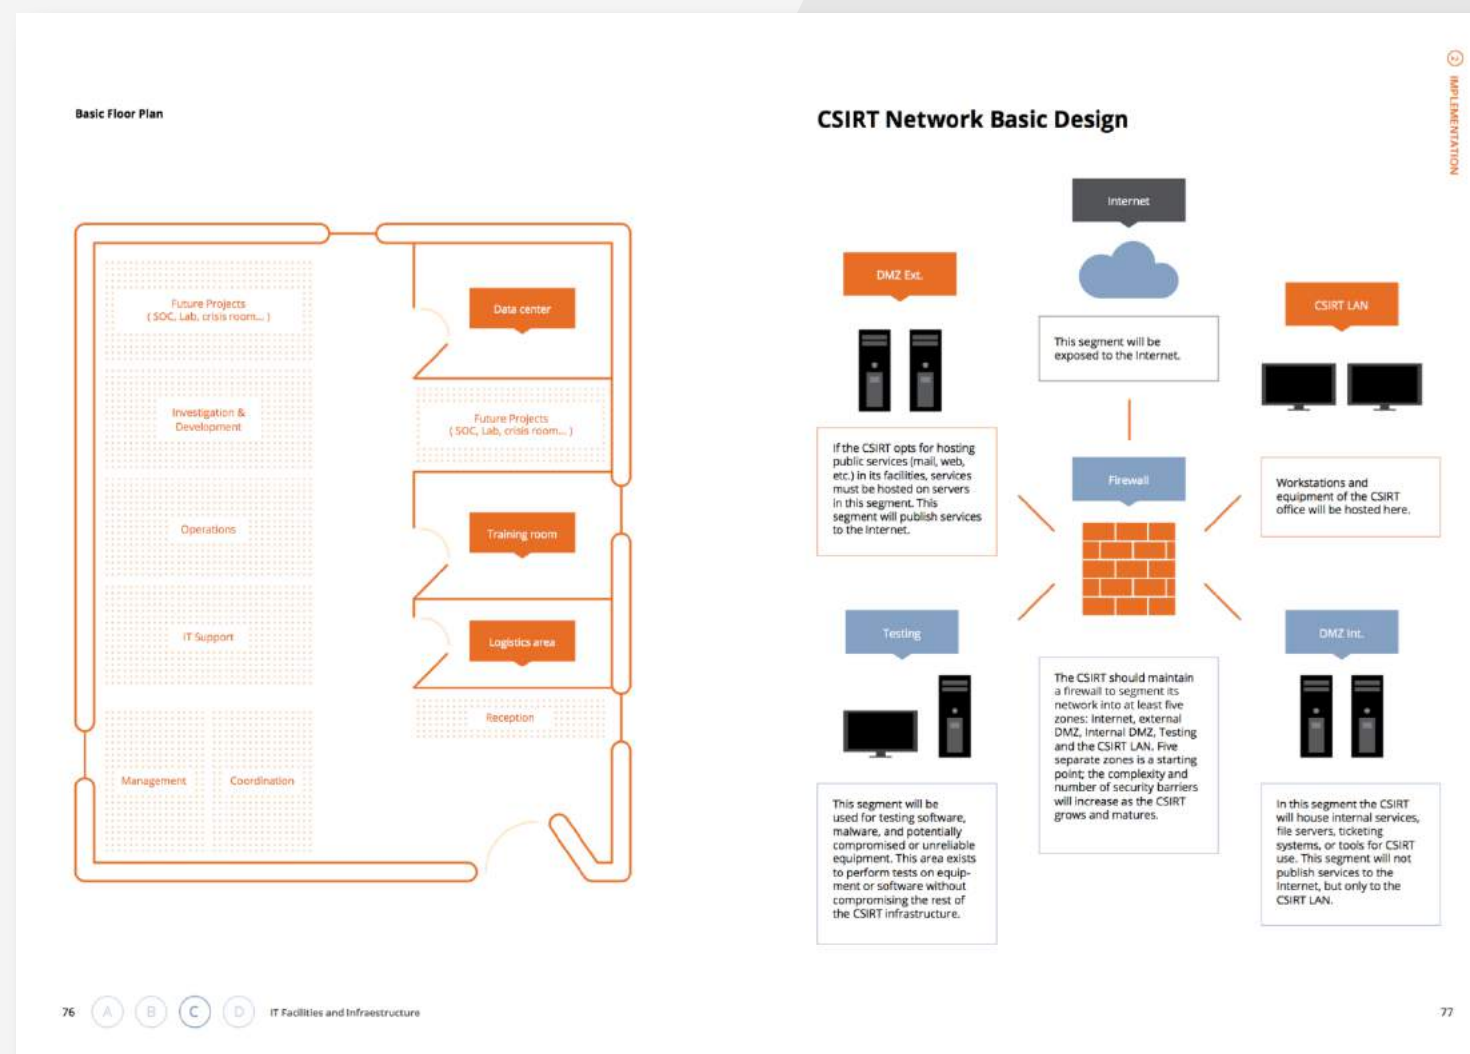 Basic Floor Plan
Future Projects
( SOC, Lab, crisis room... )
Investigation &
Development
Operations
IT Support
Management
Coordination
Data center
Future Projects
( SOC, Lab, crisis room... )
Training room
Logistics area
Reception
76
A
B
C
D
IT Facilities and Infraestructure
2 IMPLEMENTATION
CSIRT Network Basic Design
Internet
This segment will be
exposed to the Internet.
DMZ Ext.
If the CSIRT opts for hosting
public services (mail, web,
etc.) in its facilities, services
must be hosted on servers
in this segment. This
segment will publish services
to the Internet.
CSIRT LAN
Workstations and
equipment of the CSIRT
office will be hosted here.
Firewall
The CSIRT should maintain
a firewall to segment its
network into at least five
zones: Internet, external
DMZ, Internal DMZ, Testing
and the CSIRT LAN. Five
separate zones is a starting
point; the complexity and
number of security barriers
will increase as the CSIRT
grows and matures.
Testing
This segment will be
used for testing software,
malware, and potentially
compromised or unreliable
equipment. This area exists
to perform tests on equip-
ment or software without
compromising the rest of
the CSIRT infrastructure.
DMZ Int.
In this segment the CSIRT
will house internal services,
file servers, ticketing
systems, or tools for CSIRT
use. This segment will not
publish services to the
Internet, but only to the
CSIRT LAN.
77